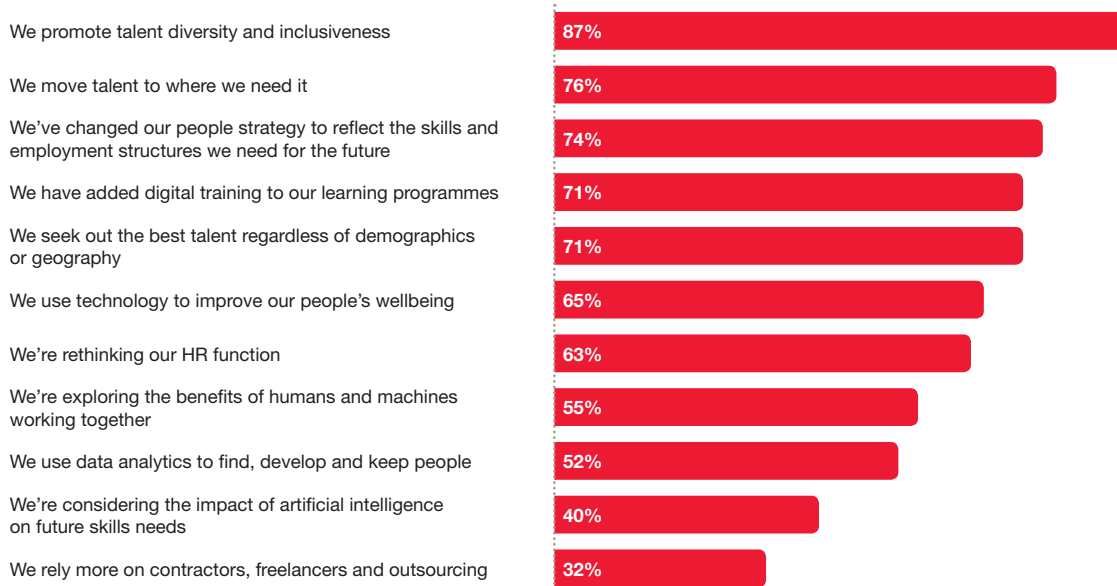 We promote talent diversity and inclusiveness 87%
We move talent to where we need it 76%
We've changed our people strategy to reflect the skills and
employment structures we need for the future 74%
We have added digital training to our learning programmes 71%
We seek out the best talent regardless of demographics
or geography 71%
We use technology to improve our people's wellbeing 65%
We're rethinking our HR function 63%
We're exploring the benefits of humans and machines
working together 55%
We use data analytics to find, develop and keep people 52%
We're considering the impact of artificial intelligence
on future skills needs 40%
We rely more on contractors, freelancers and outsourcing 32%